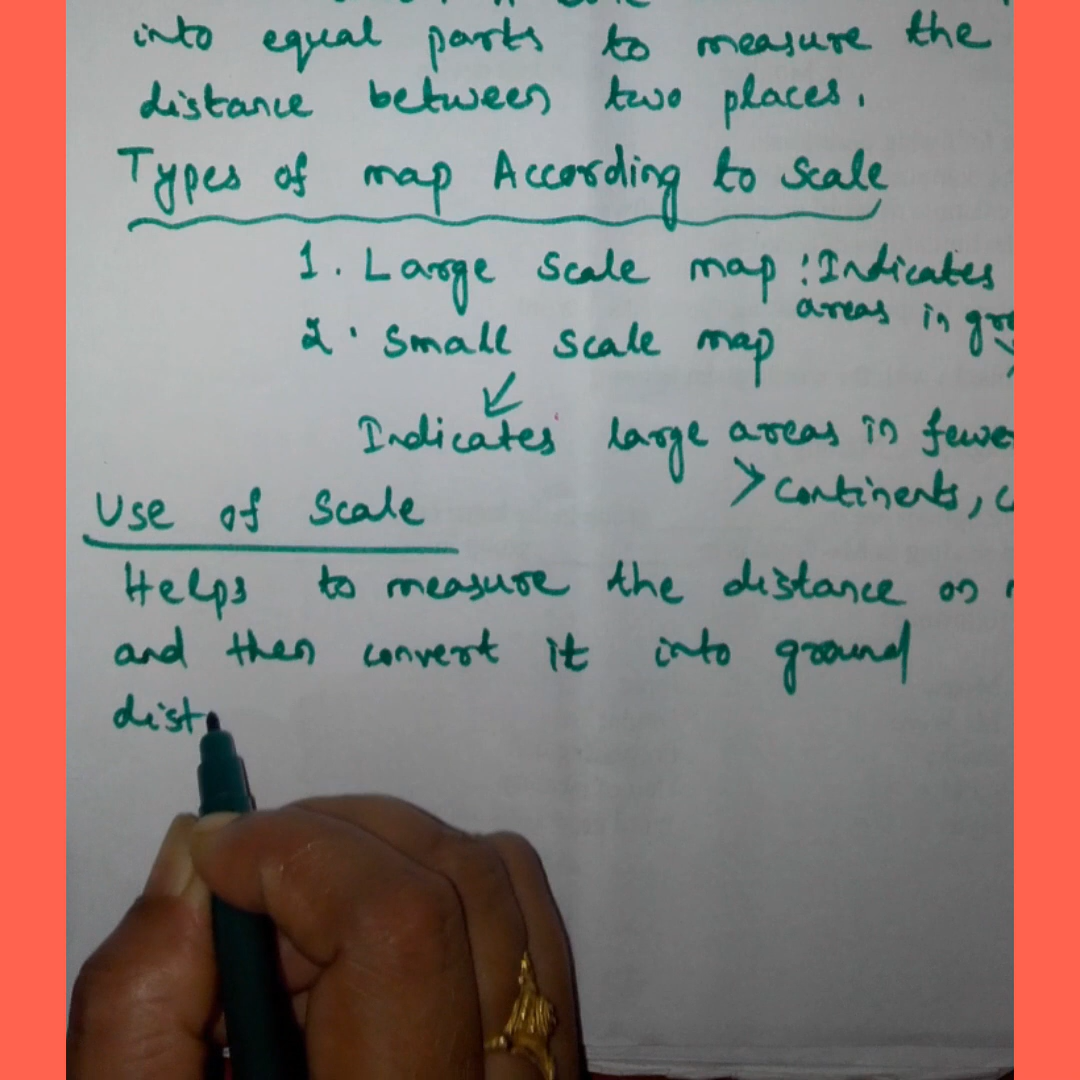 into equal parts to measure the
distance between two places.
Types of map According to Scale
1. Large scale map : Indicates
areas in
2. Small scale map
Indicates large areas in
> continents,
Use of Scale
Helps to measure the distance on
and then convert it into ground
dist